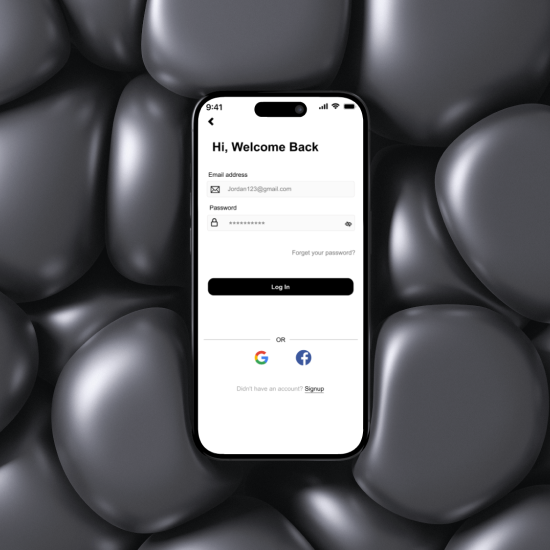 9:41
Hi, Welcome Back
Email address
Jordan123@gmail.com
Password
**********
Forget your password?
Log In
OR
Didn't have an account? Signup